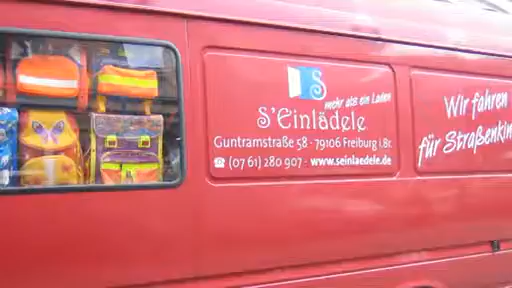 S
mehr als ein Laden
S'Einlädele
Guntramstraße 58 · 79106 Freiburg i.Br.
☎ (07 61) 280 907 · www.seinlaedele.de
Wir fahren
für Straßenkin